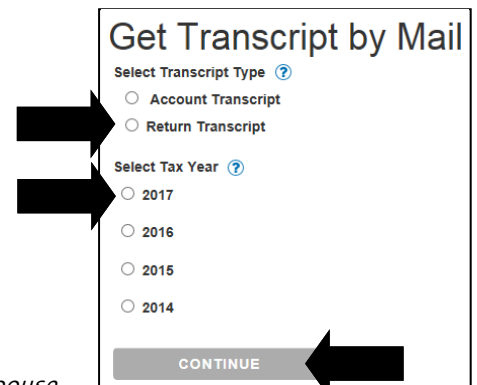 Get Transcript by Mail
Select Transcript Type ?
Account Transcript
Return Transcript
Select Tax Year ?
2017
2016
2015
2014
CONTINUE